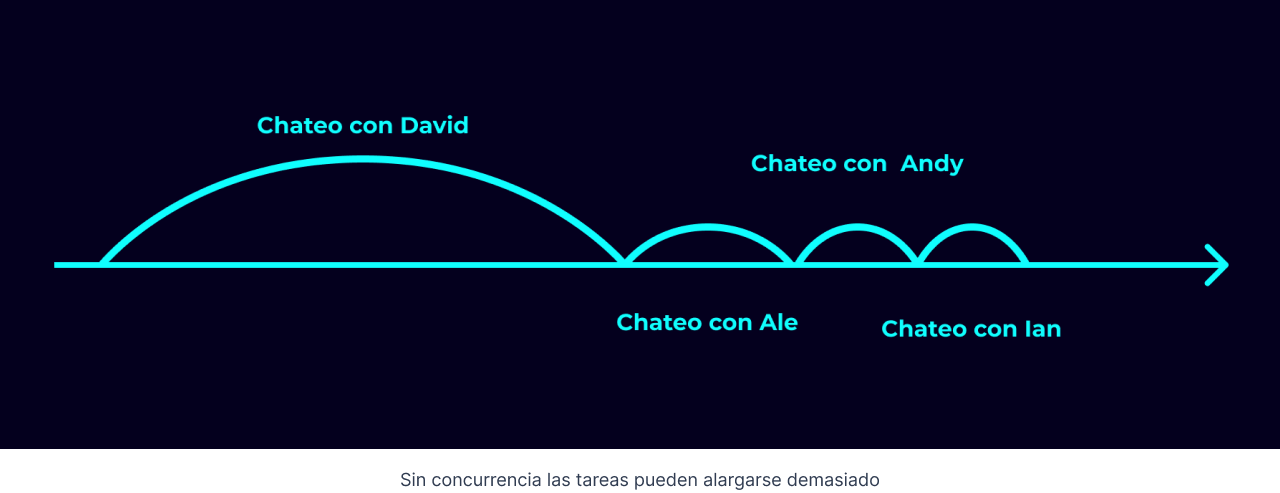 Chateo con David
Chateo con  Andy
Chateo con Ale
Chateo con Ian
Sin concurrencia las tareas pueden alargarse demasiado